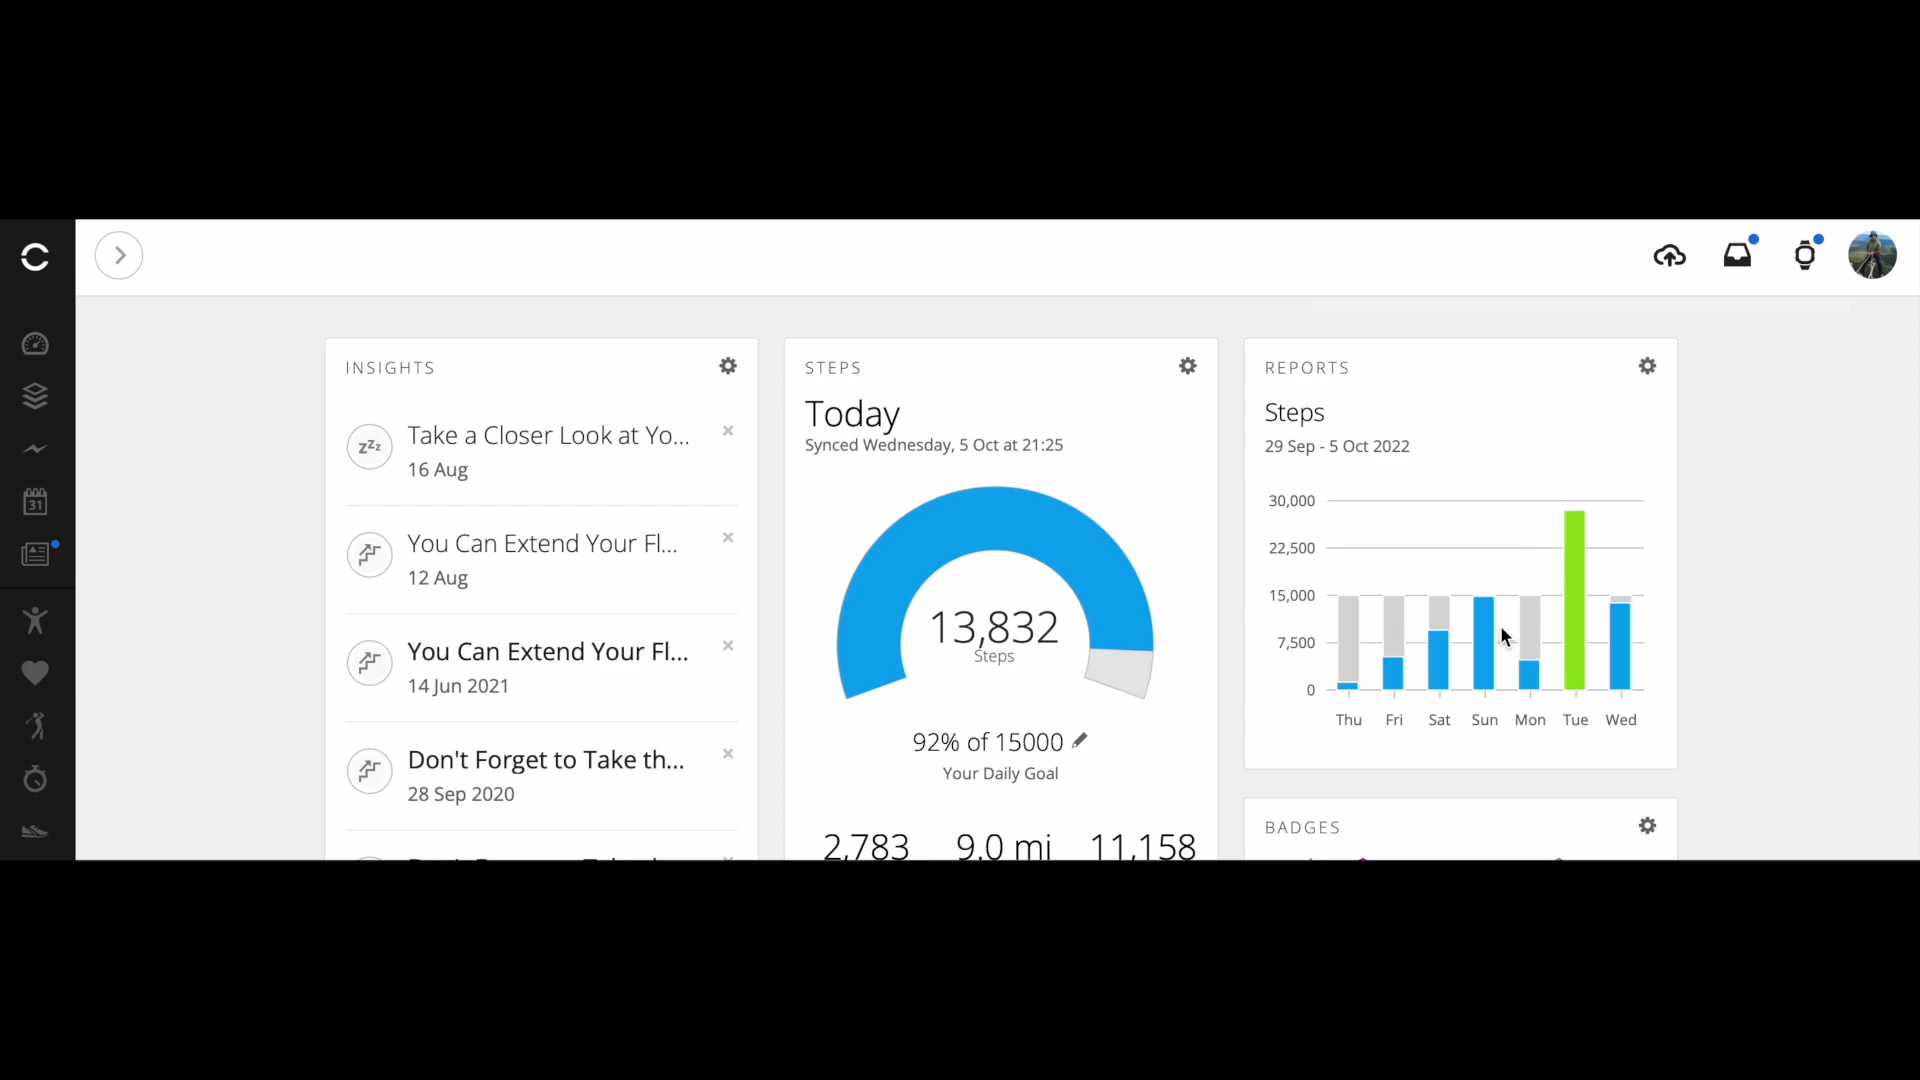 INSIGHTS
Take a Closer Look at Yo...
16 Aug
You Can Extend Your Fl...
12 Aug
You Can Extend Your Fl...
14 Jun 2021
Don't Forget to Take th...
28 Sep 2020
STEPS
Today
Synced Wednesday, 5 Oct at 21:25
13,832
Steps
92% of 15000
Your Daily Goal
2,783 9.0 mi 11,158
REPORTS
Steps
29 Sep - 5 Oct 2022
30,000
22,500
15,000
7,500
0
Thu Fri Sat Sun Mon Tue Wed
BADGES
31
zzz